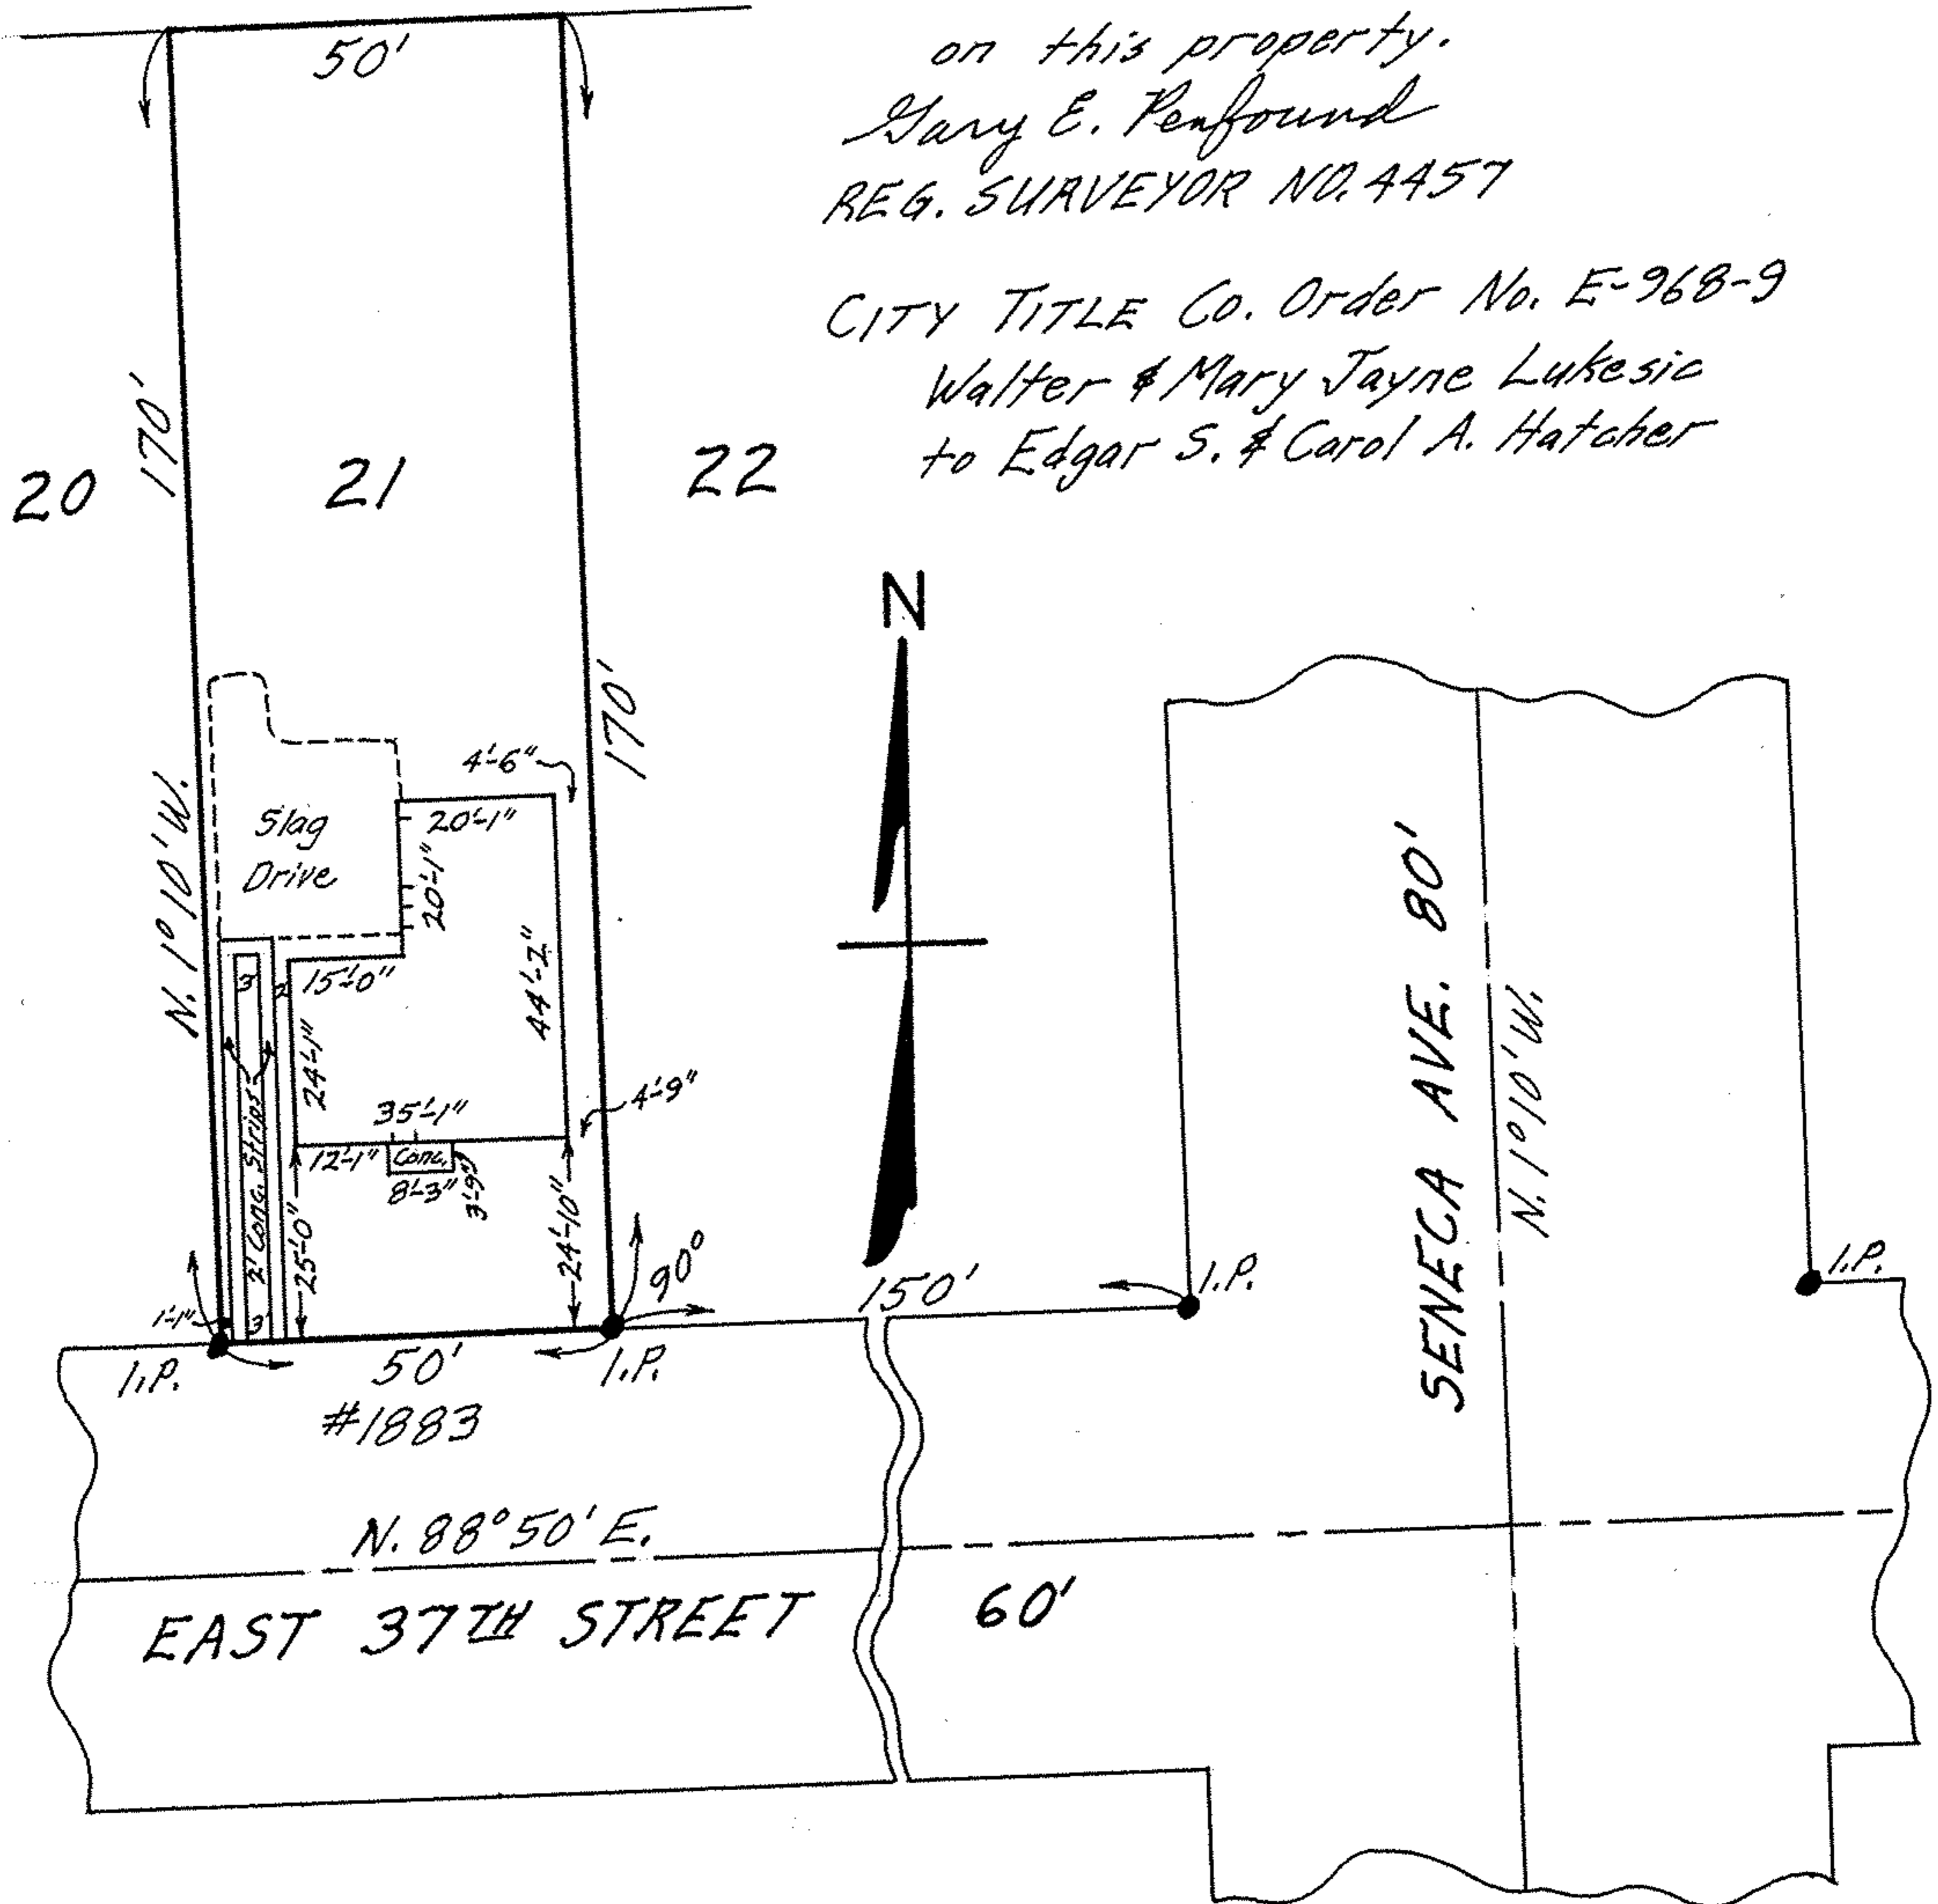 on this property.
Gary E. Penfound
REG. SURVEYOR NO. 4457
CITY TITLE Co. Order No. E-968-9
Walter & Mary Jayne Lukesic
to Edgar S. & Carol A. Hatcher
50'
170'
20
21
22
N
170'
4'-6"
N. 1° 10' W.
Slag
Drive
20'-1"
20'-1"
SENECA AVE. 80'
N. 1° 10' W.
3'
2'
15'-0"
44'-2"
24'-1"
2' Conc. Strips
35'-1"
4'-9"
12'-1"
Conc.
8'-3"
3'-9"
25'-0"
24'-10"
90°
150'
I.P.
I.P.
1'-1"
3'
I.P.
50'
I.P.
#1883
N. 88° 50' E.
EAST 37TH STREET
60'